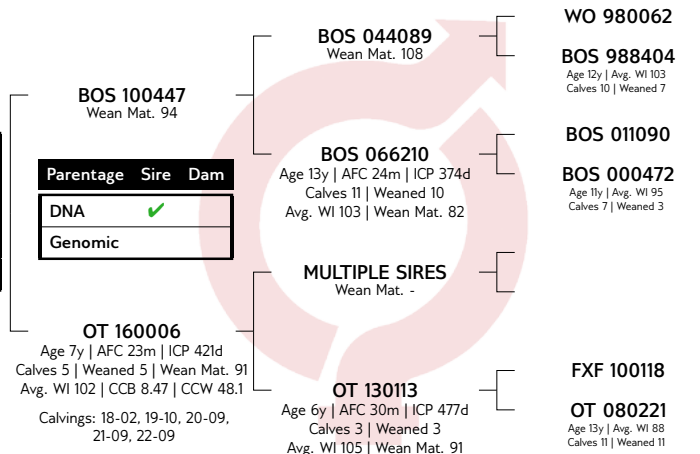 WO 980062
BOS 044089
Wean Mat. 108
BOS 988404
Age 12y | Avg. WI 103
Calves 10 | Weaned 7
BOS 100447
Wean Mat. 94
BOS 011090
BOS 066210
Age 13y | AFC 24m | ICP 374d
Calves 11 | Weaned 10
Avg. WI 103 | Wean Mat. 82
BOS 000472
Age 11y | Avg. WI 95
Calves 7 | Weaned 3
Parentage Sire Dam
DNA ✔
Genomic
MULTIPLE SIRES
Wean Mat. -
OT 160006
Age 7y | AFC 23m | ICP 421d
Calves 5 | Weaned 5 | Wean Mat. 91
Avg. WI 102 | CCB 8.47 | CCW 48.1
Calvings: 18-02, 19-10, 20-09,
21-09, 22-09
FXF 100118
OT 130113
Age 6y | AFC 30m | ICP 477d
Calves 3 | Weaned 3
Avg. WI 105 | Wean Mat. 91
OT 080221
Age 13y | Avg. WI 88
Calves 11 | Weaned 11